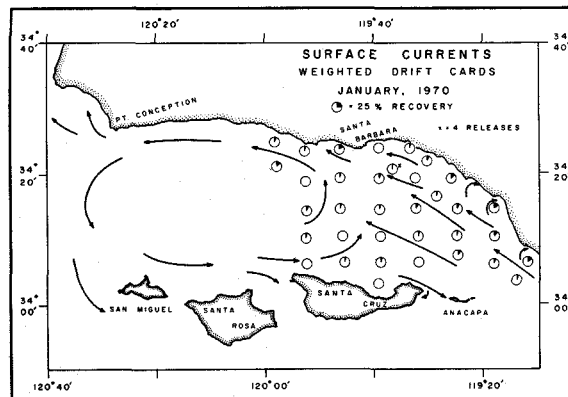 120° 20' 119° 40'
34° 40' 34° 40'
SURFACE CURRENTS
WEIGHTED DRIFT CARDS
JANUARY, 1970
= 25 % RECOVERY
PT. CONCEPTION
SANTA BARBARA
x = 4 RELEASES
20' 20'
x
34° 00' 34° 00'
SAN MIGUEL
SANTA ROSA
SANTA CRUZ
ANACAPA
120° 40' 120° 00' 119° 20'